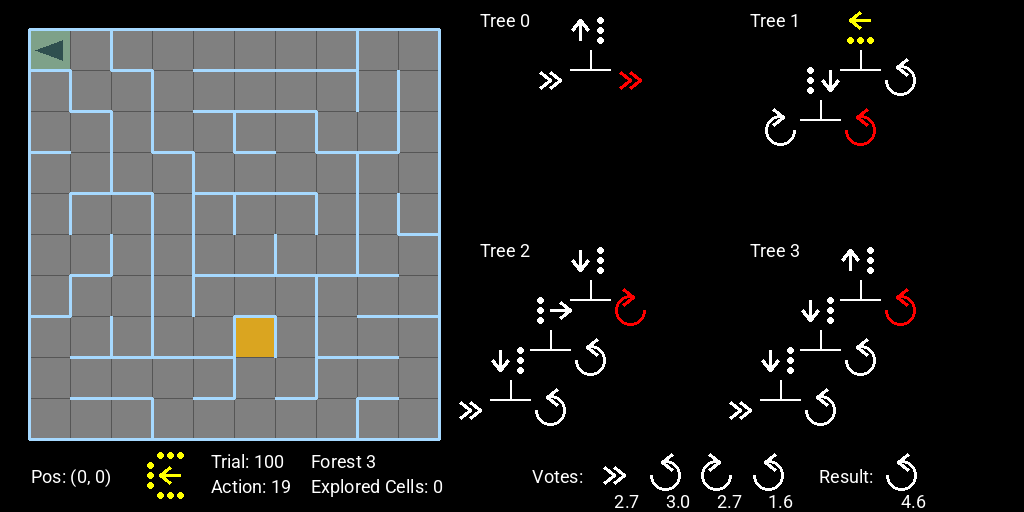 Tree 0
Tree 1
Tree 2
Tree 3
Pos: (0, 0)
Trial: 100
Forest 3
Action: 19
Explored Cells: 0
Votes:
2.7
3.0
2.7
1.6
Result:
4.6